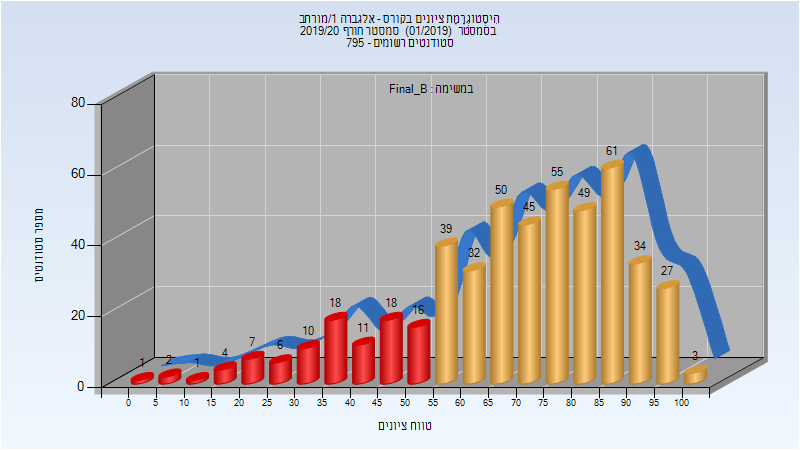 היסטוגרמת ציונים בקורס - אלגברה 1/מורחב
בסמסטר (01/2019) סמסטר חורף 2019/20
סטודנטים רשומים - 795
במשימה : Final_B
מספר סטודנטים
80
60
40
20
0
1 2 1 4 7 6 10 18 11 18 16 39 32 50 45 55 49 61 34 27 3
0 5 10 15 20 25 30 35 40 45 50 55 60 65 70 75 80 85 90 95 100
טווח ציונים